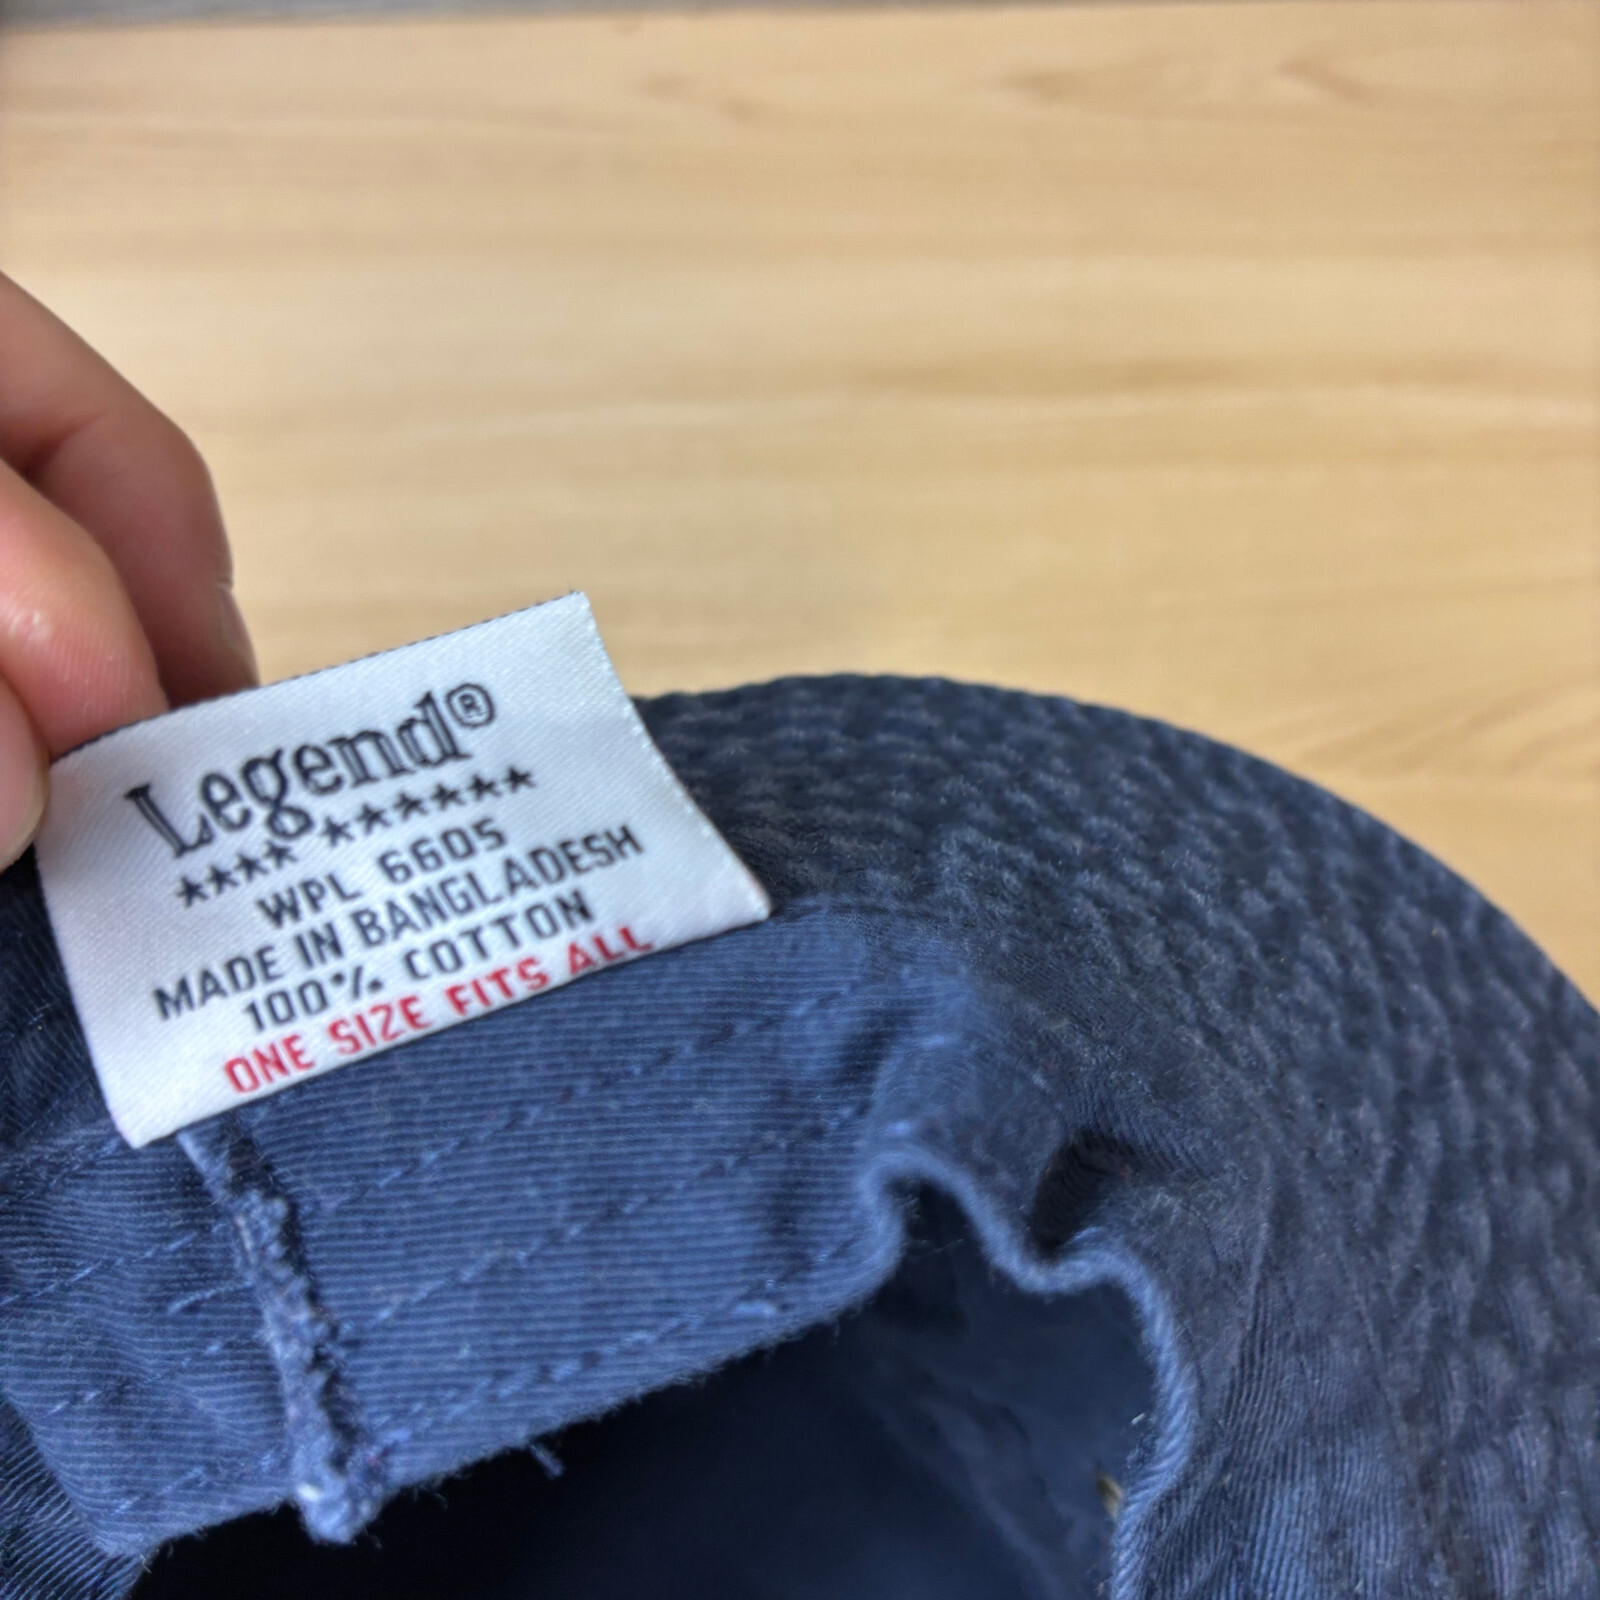 Legend®
WPL 6605
MADE IN BANGLADESH
100% COTTON
ONE SIZE FITS ALL